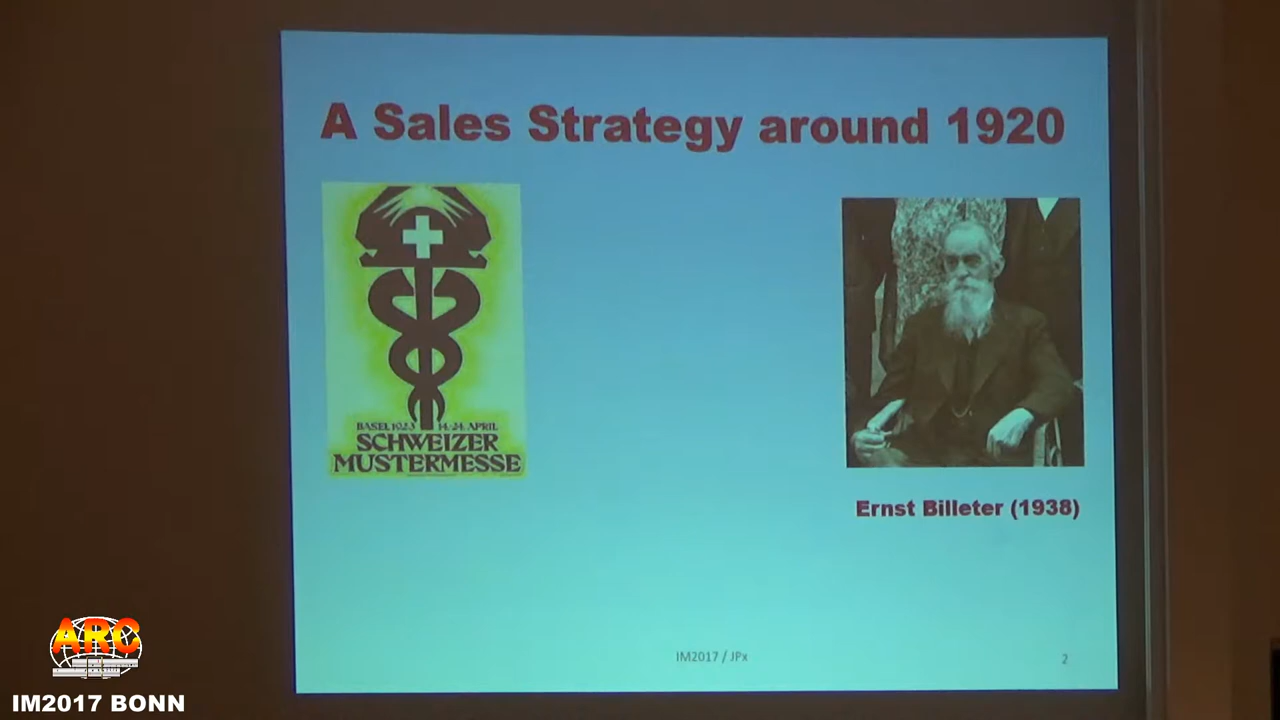 A Sales Strategy around 1920
BASEL 1923 14.-24. APRIL
SCHWEIZER
MUSTERMESSE
Ernst Billeter (1938)
IM2017 / JPx
2
ARC
IM2017 BONN